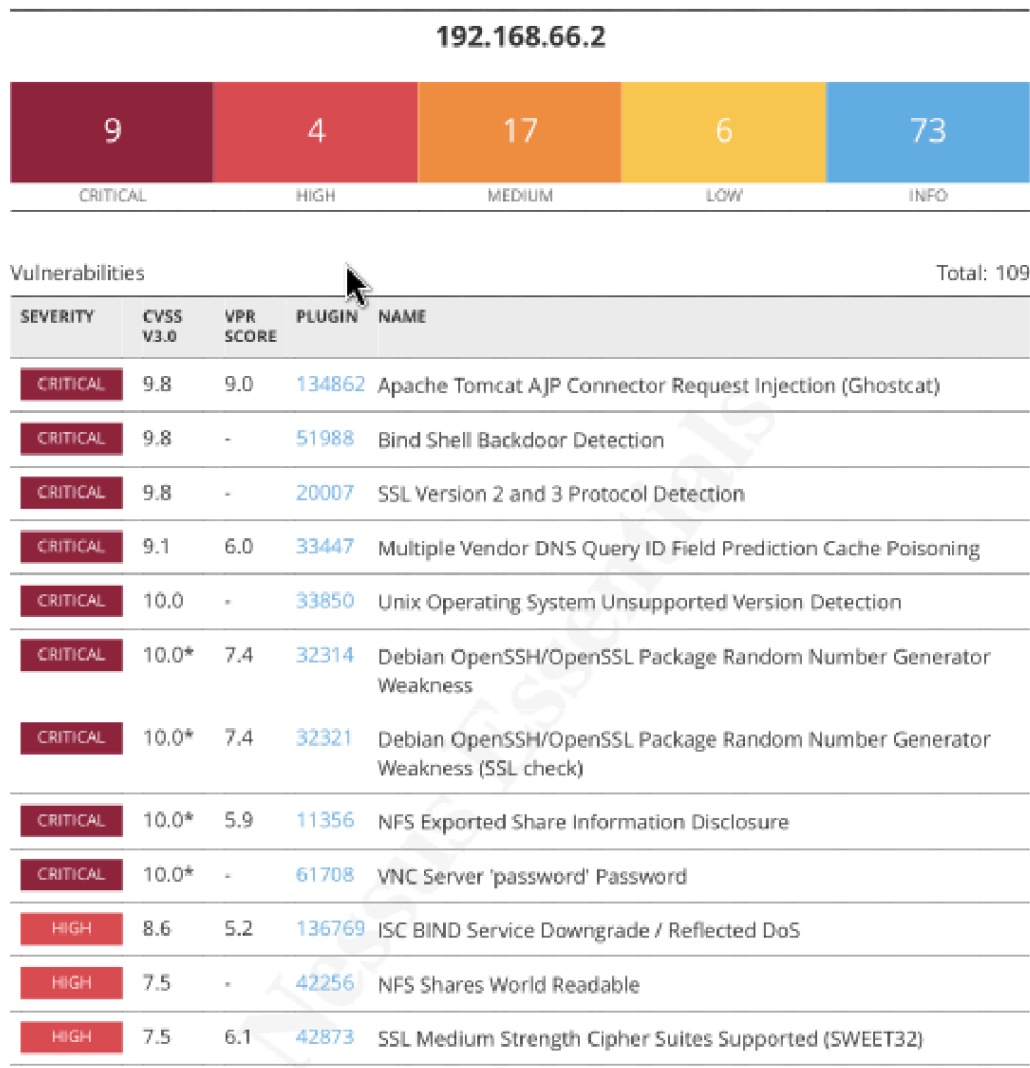 192.168.66.2
9 4 17 6 73
CRITICAL HIGH MEDIUM LOW INFO
Vulnerabilities Total: 109
SEVERITY CVSS V3.0 VPR SCORE PLUGIN NAME
CRITICAL 9.8 9.0 134862 Apache Tomcat AJP Connector Request Injection (Ghostcat)
CRITICAL 9.8 - 51988 Bind Shell Backdoor Detection
CRITICAL 9.8 - 20007 SSL Version 2 and 3 Protocol Detection
CRITICAL 9.1 6.0 33447 Multiple Vendor DNS Query ID Field Prediction Cache Poisoning
CRITICAL 10.0 - 33850 Unix Operating System Unsupported Version Detection
CRITICAL 10.0* 7.4 32314 Debian OpenSSH/OpenSSL Package Random Number Generator
Weakness
CRITICAL 10.0* 7.4 32321 Debian OpenSSH/OpenSSL Package Random Number Generator
Weakness (SSL check)
CRITICAL 10.0* 5.9 11356 NFS Exported Share Information Disclosure
CRITICAL 10.0* - 61708 VNC Server 'password' Password
HIGH 8.6 5.2 136769 ISC BIND Service Downgrade / Reflected DoS
HIGH 7.5 - 42256 NFS Shares World Readable
HIGH 7.5 6.1 42873 SSL Medium Strength Cipher Suites Supported (SWEET32)
Nessus Essentials